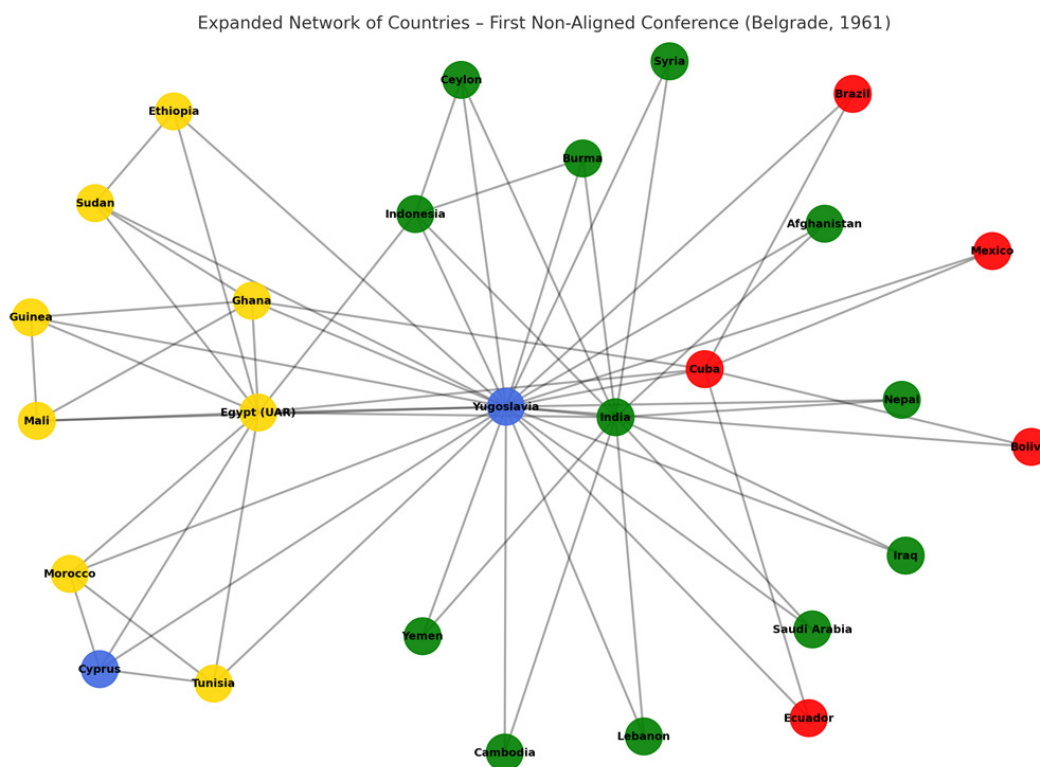 Expanded Network of Countries – First Non-Aligned Conference (Belgrade, 1961)
Syria
Ceylon
Brazil
Ethiopia
Burma
Sudan
Indonesia
Afghanistan
Mexico
Ghana
Guinea
Cuba
Nepal
Yugoslavia
Egypt (UAR)
India
Mali
Boliv
Iraq
Morocco
Saudi Arabia
Yemen
Cyprus
Tunisia
Ecuador
Lebanon
Cambodia